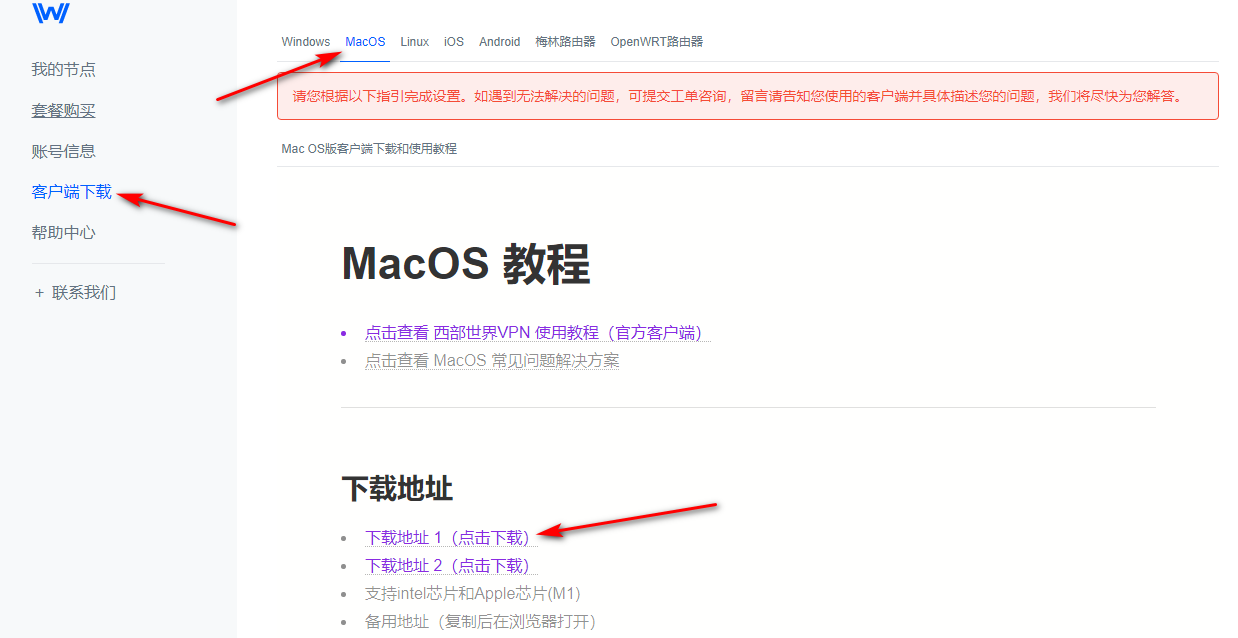 W
我的节点
套餐购买
账号信息
客户端下载
帮助中心
+ 联系我们
Windows MacOS Linux iOS Android 梅林路由器 OpenWRT路由器
请您根据以下指引完成设置。如遇到无法解决的问题，可提交工单咨询，留言请告知您使用的客户端并具体描述您的问题，我们将尽快为您解答。
Mac OS版客户端下载和使用教程
MacOS 教程
点击查看 西部世界VPN 使用教程（官方客户端）
点击查看 MacOS 常见问题解决方案
下载地址
下载地址 1（点击下载）
下载地址 2（点击下载）
支持intel芯片和Apple芯片(M1)
备用地址（复制后在浏览器打开）